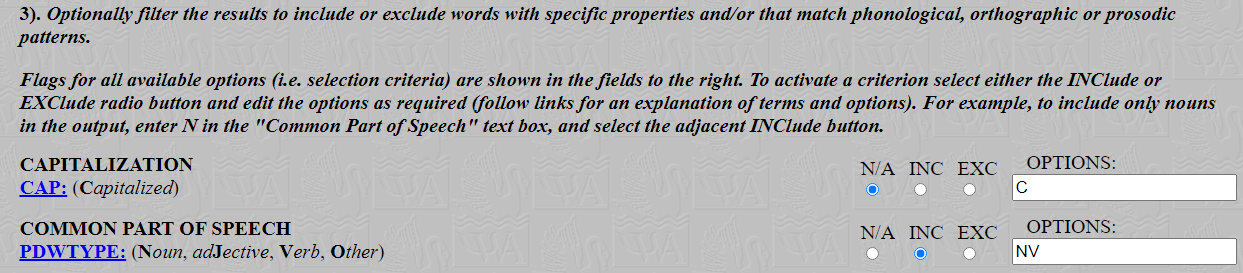 3). Optionally filter the results to include or exclude words with specific properties and/or that match phonological, orthographic or prosodic
patterns.
Flags for all available options (i.e. selection criteria) are shown in the fields to the right. To activate a criterion select either the INClude or
EXClude radio button and edit the options as required (follow links for an explanation of terms and options). For example, to include only nouns
in the output, enter N in the "Common Part of Speech" text box, and select the adjacent INClude button.
CAPITALIZATION N/A INC EXC OPTIONS:
CAP: (Capitalized) C
COMMON PART OF SPEECH N/A INC EXC OPTIONS:
PDWTYPE: (Noun, adJective, Verb, Other) NV